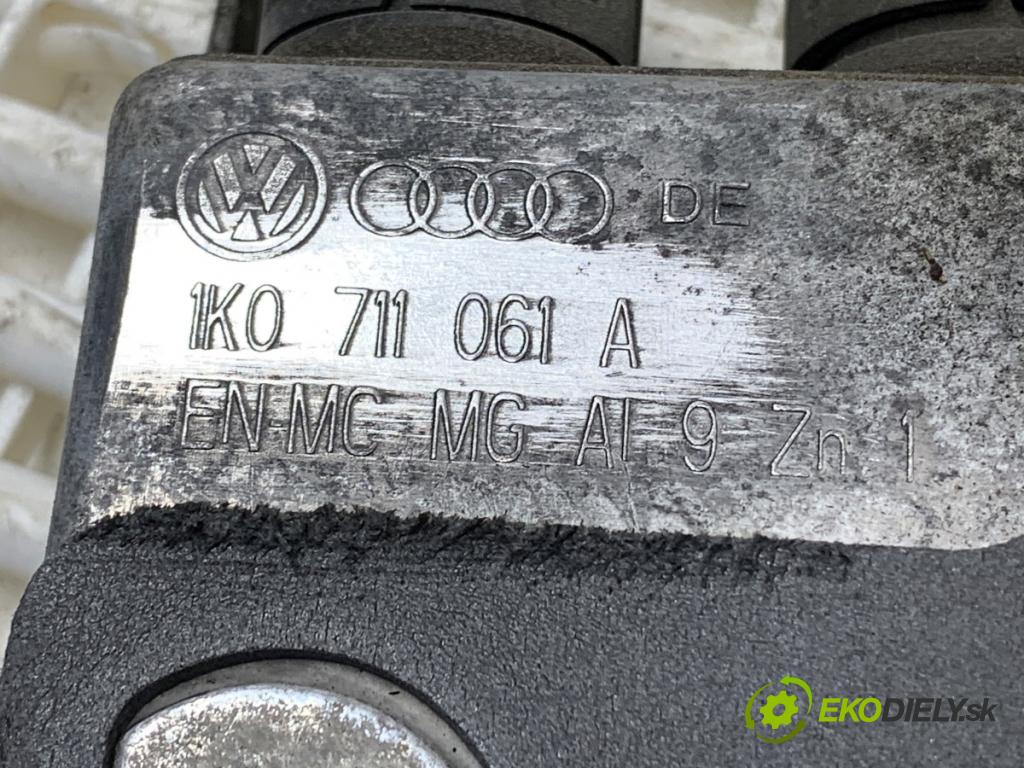 DE
1K0 711 061 A
EN-MC MG Al 9 Zn 1
EKODIELY.sk